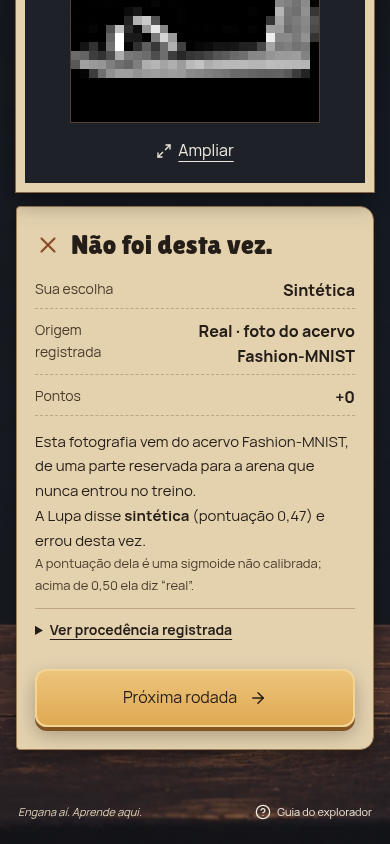 Ampliar
Não foi desta vez.
Sua escolha
Sintética
Origem registrada
Real · foto do acervo Fashion-MNIST
Pontos
+0
Esta fotografia vem do acervo Fashion-MNIST,
de uma parte reservada para a arena que
nunca entrou no treino.
A Lupa disse sintética (pontuação 0,47) e
errou desta vez.
A pontuação dela é uma sigmoide não calibrada;
acima de 0,50 ela diz “real”.
Ver procedência registrada
Próxima rodada
Engana aí. Aprende aqui.
Guia do explorador